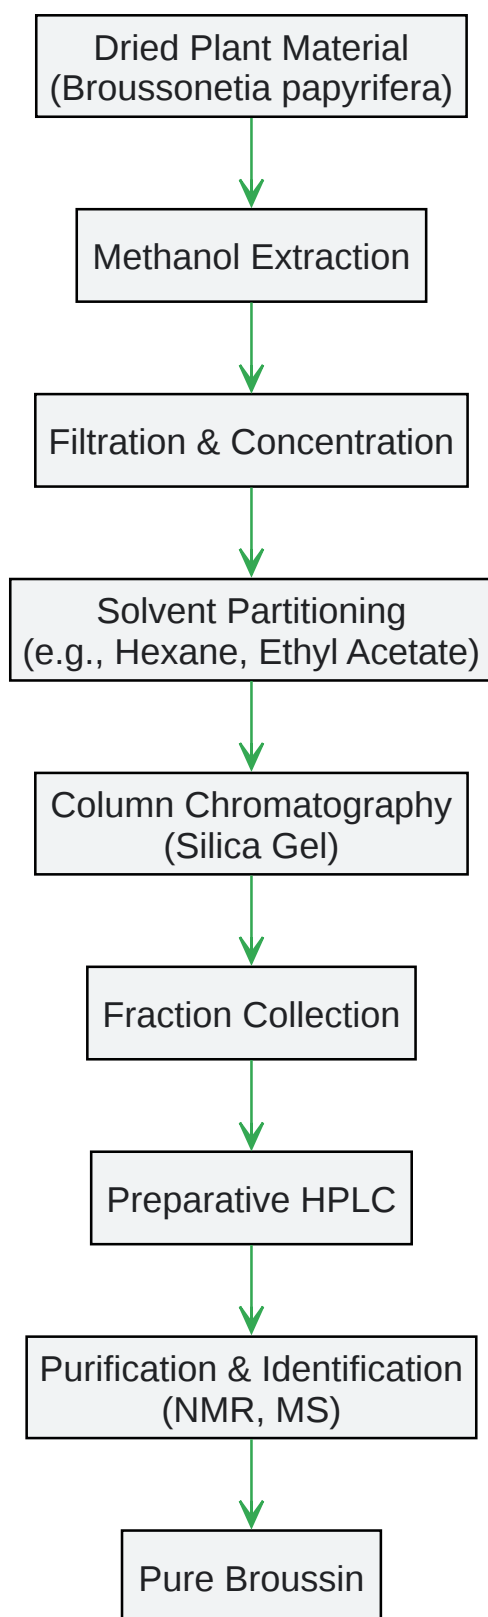 Dried Plant Material
(Broussonetia papyrifera)
Methanol Extraction
Filtration & Concentration
Solvent Partitioning
(e.g., Hexane, Ethyl Acetate)
Column Chromatography
(Silica Gel)
Fraction Collection
Preparative HPLC
Purification & Identification
(NMR, MS)
Pure Broussin